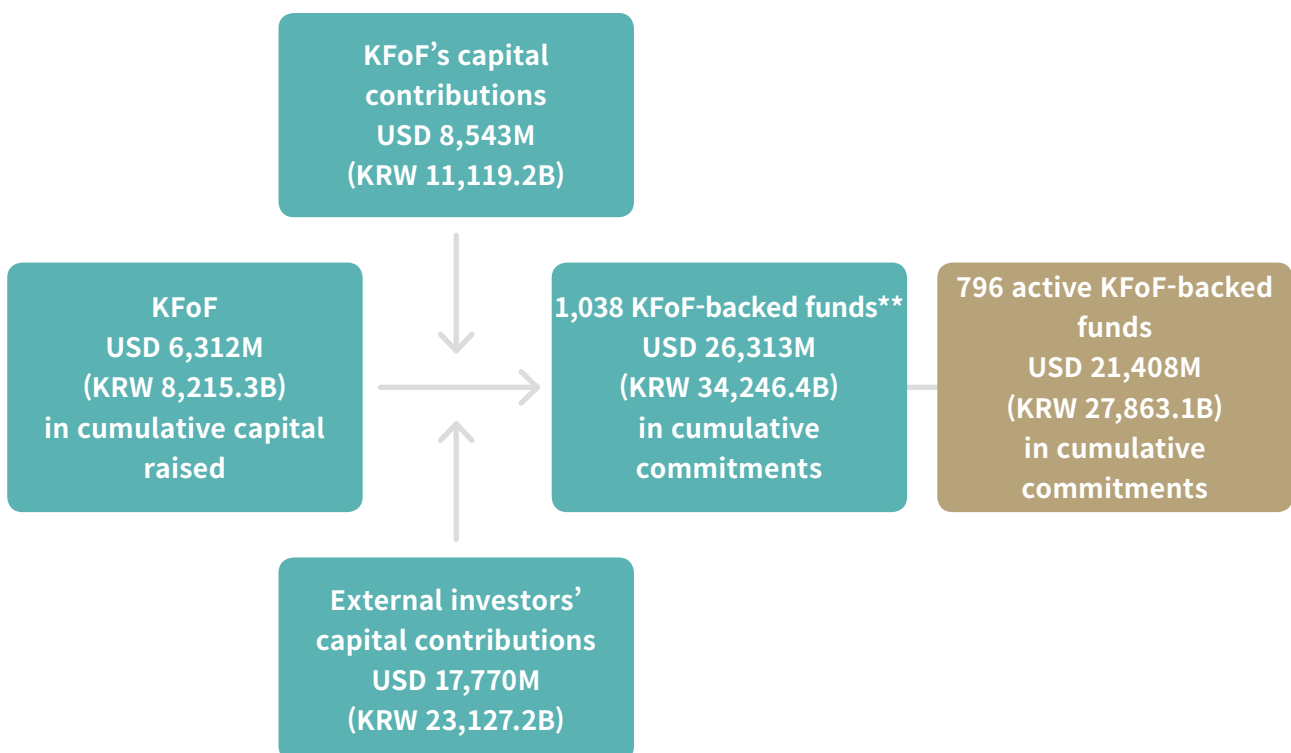 KFoF’s capital
contributions
USD 8,543M
(KRW 11,119.2B)
KFoF
USD 6,312M
(KRW 8,215.3B)
in cumulative capital
raised
1,038 KFoF-backed funds**
USD 26,313M
(KRW 34,246.4B)
in cumulative
commitments
796 active KFoF-backed
funds
USD 21,408M
(KRW 27,863.1B)
in cumulative
commitments
External investors’
capital contributions
USD 17,770M
(KRW 23,127.2B)